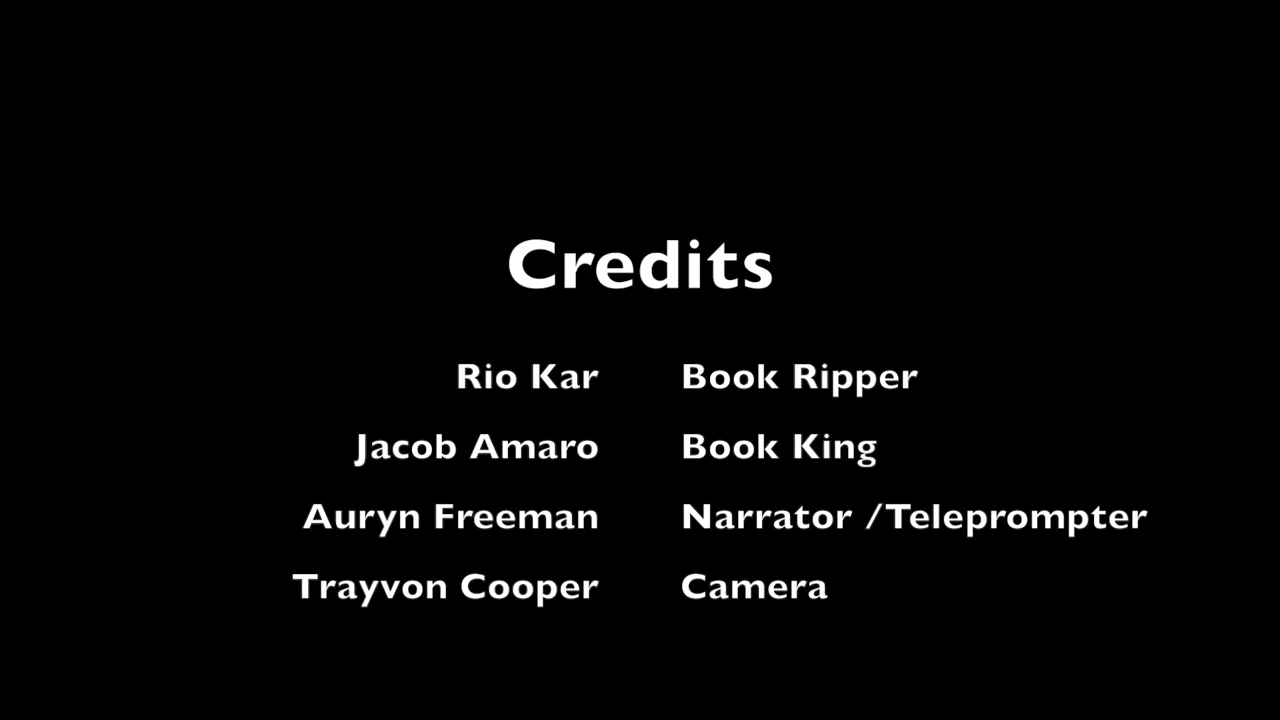 Credits
Rio Kar Book Ripper
Jacob Amaro Book King
Auryn Freeman Narrator /Teleprompter
Trayvon Cooper Camera